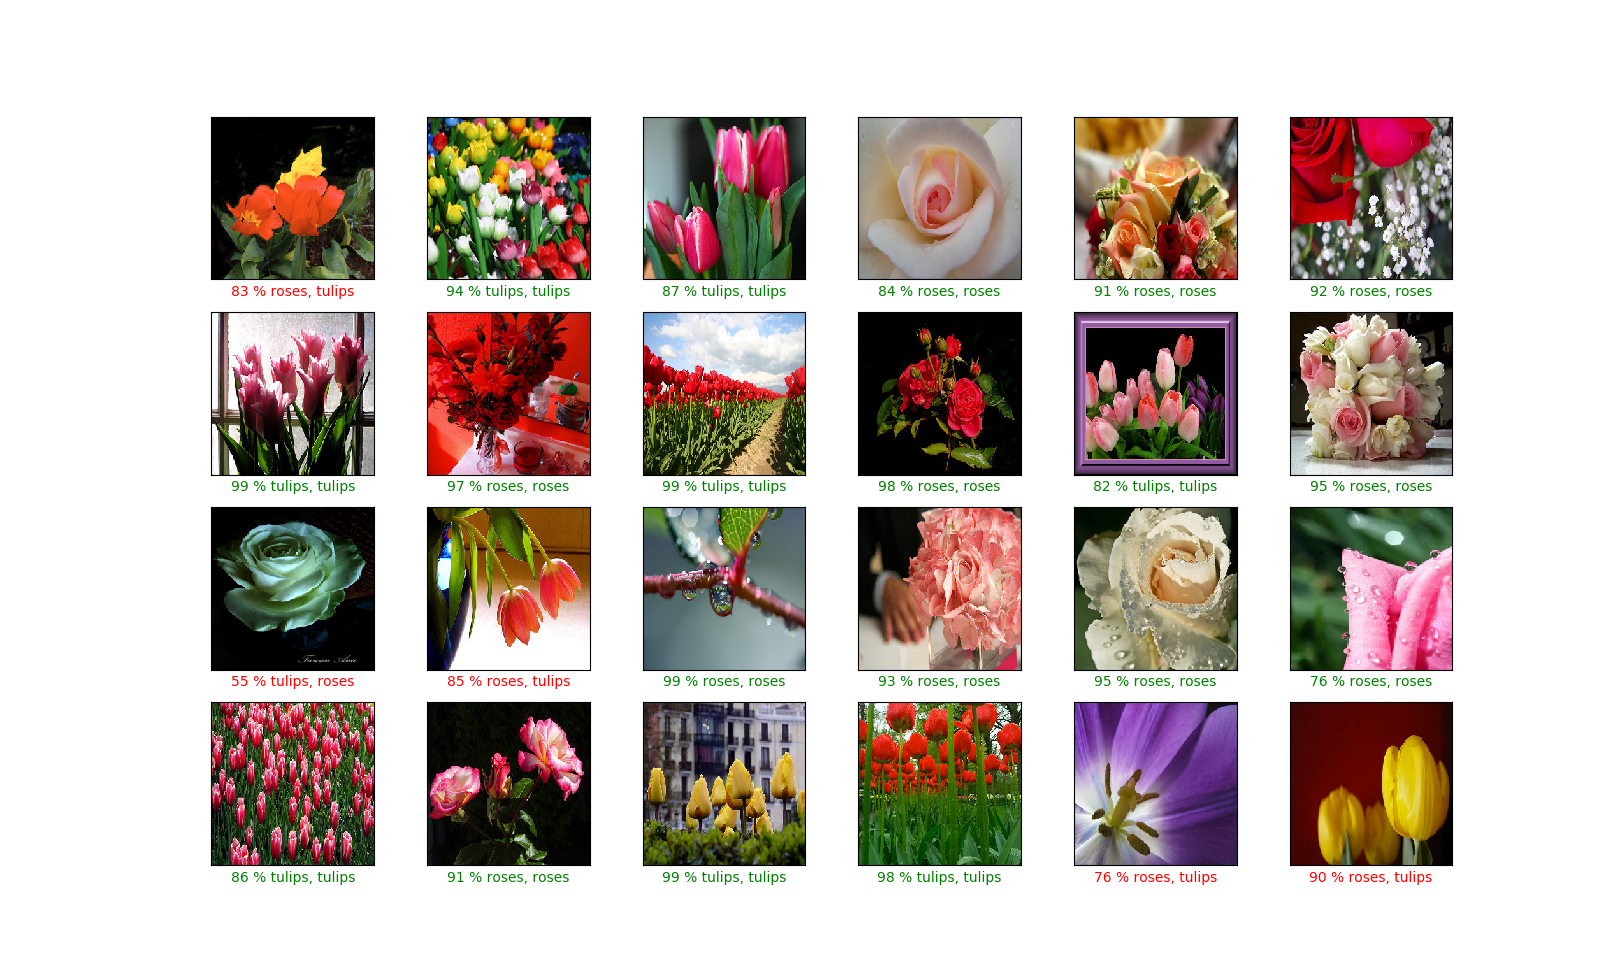 83 % roses, tulips
94 % tulips, tulips
87 % tulips, tulips
84 % roses, roses
91 % roses, roses
92 % roses, roses
99 % tulips, tulips
97 % roses, roses
99 % tulips, tulips
98 % roses, roses
82 % tulips, tulips
95 % roses, roses
55 % tulips, roses
85 % roses, tulips
99 % roses, roses
93 % roses, roses
95 % roses, roses
76 % roses, roses
86 % tulips, tulips
91 % roses, roses
99 % tulips, tulips
98 % tulips, tulips
76 % roses, tulips
90 % roses, tulips